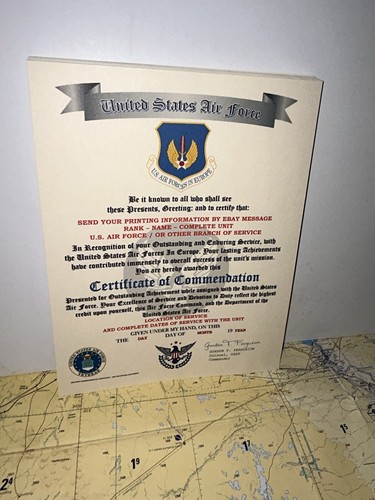 United States Air Force
U.S. AIR FORCES IN EUROPE
Be it known to all who shall see
these Presents, Greeting: and to certify that:
SEND YOUR PRINTING INFORMATION BY EBAY MESSAGE
RANK - NAME - COMPLETE UNIT
U.S. AIR FORCE / OR OTHER BRANCH OF SERVICE
In Recognition of your Outstanding and Enduring Service, with
the United States Air Forces In Europe. Your lasting Achievements
have contributed immensely to overall success of the unit's mission.
You are hereby awarded this
Certificate of Commendation
Presented for Outstanding Achievement while assigned with the United States
Air Force. Your Excellence of Service and Devotion to Duty reflect the highest
credit upon yourself, this Air Force Command, and the Department of the
United States Air Force.
LOCATION OF SERVICE
AND COMPLETE DATES OF SERVICE WITH THE UNIT
GIVEN UNDER MY HAND, ON THIS
THE DAY DAY OF MONTH 19 YEAR
Colonel, USAF
Commander
2⁴
1⁹
1⁵
1